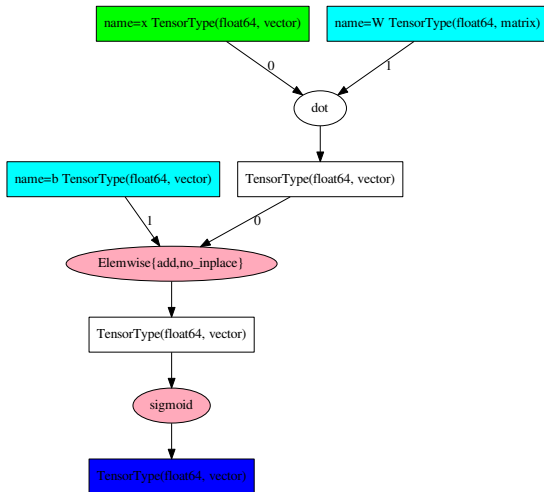 name=x TensorType(float64, vector)
name=W TensorType(float64, matrix)
0
1
dot
name=b TensorType(float64, vector)
TensorType(float64, vector)
1
0
Elemwise{add,no_inplace}
TensorType(float64, vector)
sigmoid
TensorType(float64, vector)